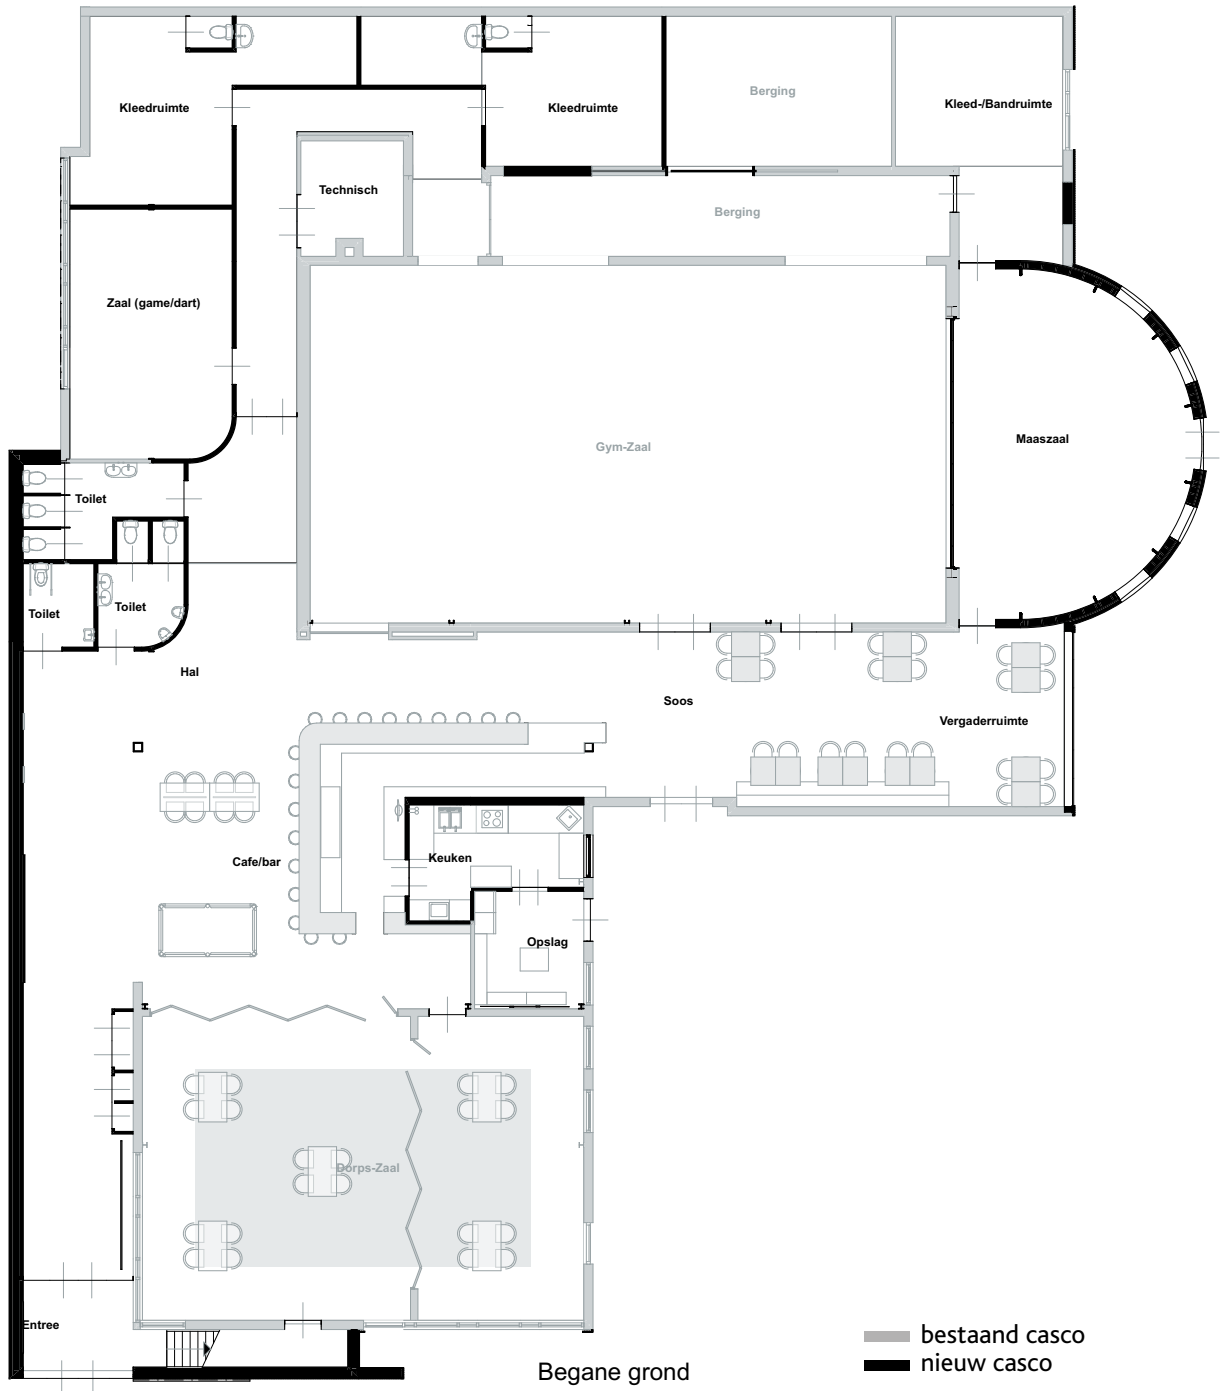 Berging
Kleedruimte
Kleedruimte
Kleed-/Bandruimte
Technisch
Berging
Zaal (game/dart)
Maaszaal
Gym-Zaal
Toilet
Toilet
Toilet
Hal
Soos
Vergaderruimte
Cafe/bar
Keuken
Opslag
Dorps-Zaal
Entree
bestaand casco
nieuw casco
Begane grond